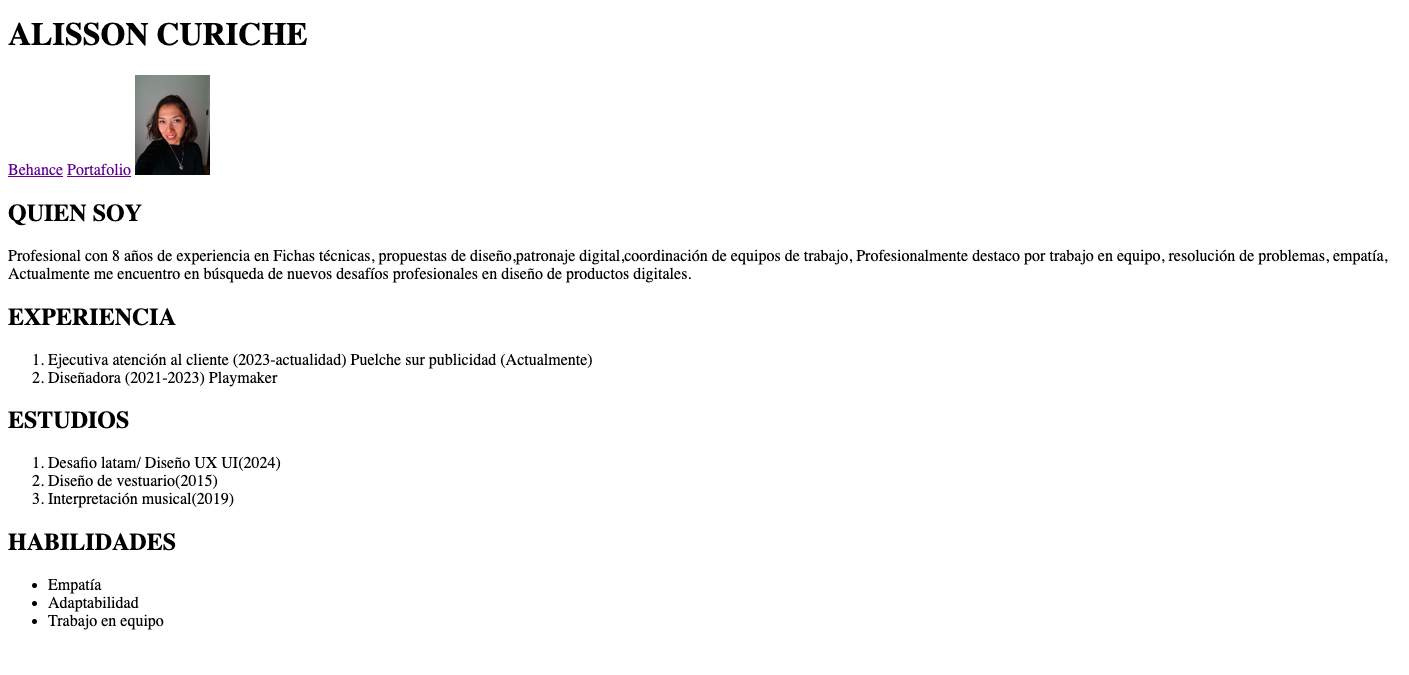 ALISSON CURICHE
Behance Portafolio
QUIEN SOY
Profesional con 8 años de experiencia en Fichas técnicas, propuestas de diseño,patronaje digital,coordinación de equipos de trabajo, Profesionalmente destaco por trabajo en equipo, resolución de problemas, empatía,
Actualmente me encuentro en búsqueda de nuevos desafíos profesionales en diseño de productos digitales.
EXPERIENCIA
1. Ejecutiva atención al cliente (2023-actualidad) Puelche sur publicidad (Actualmente)
2. Diseñadora (2021-2023) Playmaker
ESTUDIOS
1. Desafio latam/ Diseño UX UI(2024)
2. Diseño de vestuario(2015)
3. Interpretación musical(2019)
HABILIDADES
• Empatía
• Adaptabilidad
• Trabajo en equipo